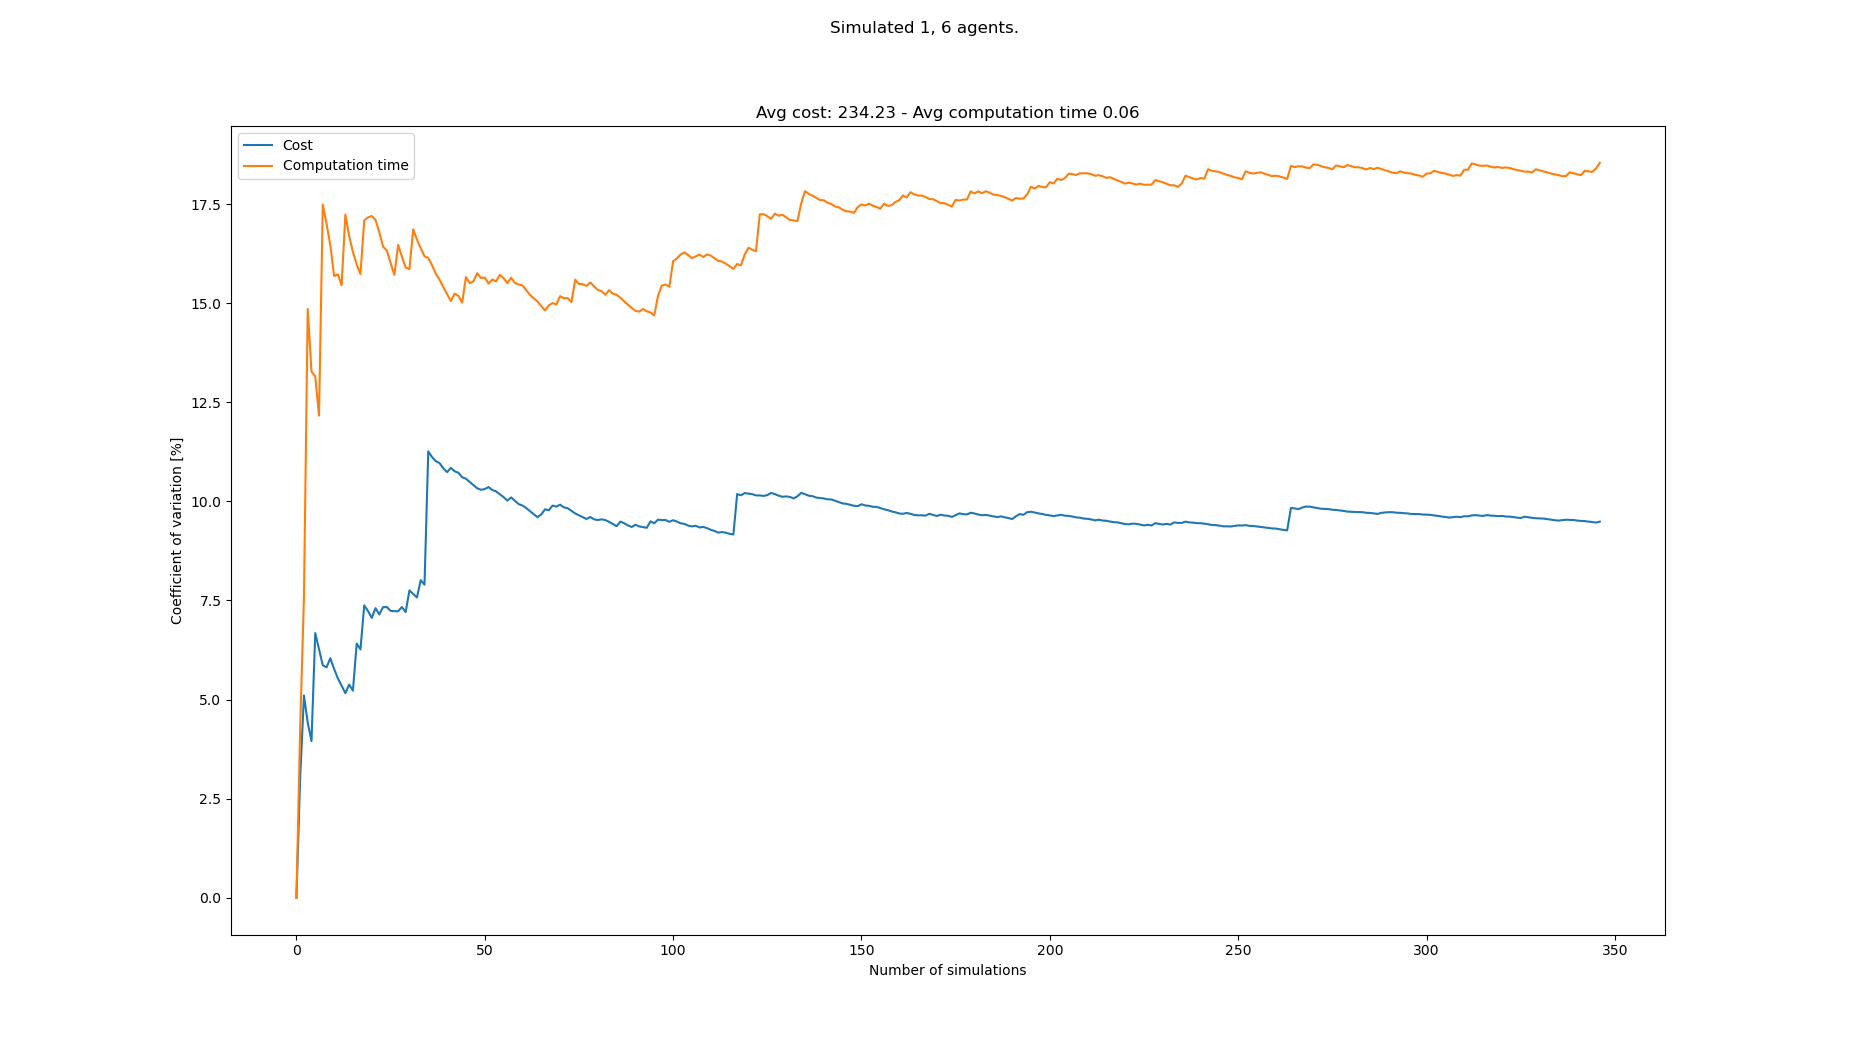 Simulated 1, 6 agents.
Avg cost: 234.23 - Avg computation time 0.06
Cost
Computation time
Coefficient of variation [%]
17.5
15.0
12.5
10.0
7.5
5.0
2.5
0.0
0 50 100 150 200 250 300 350
Number of simulations